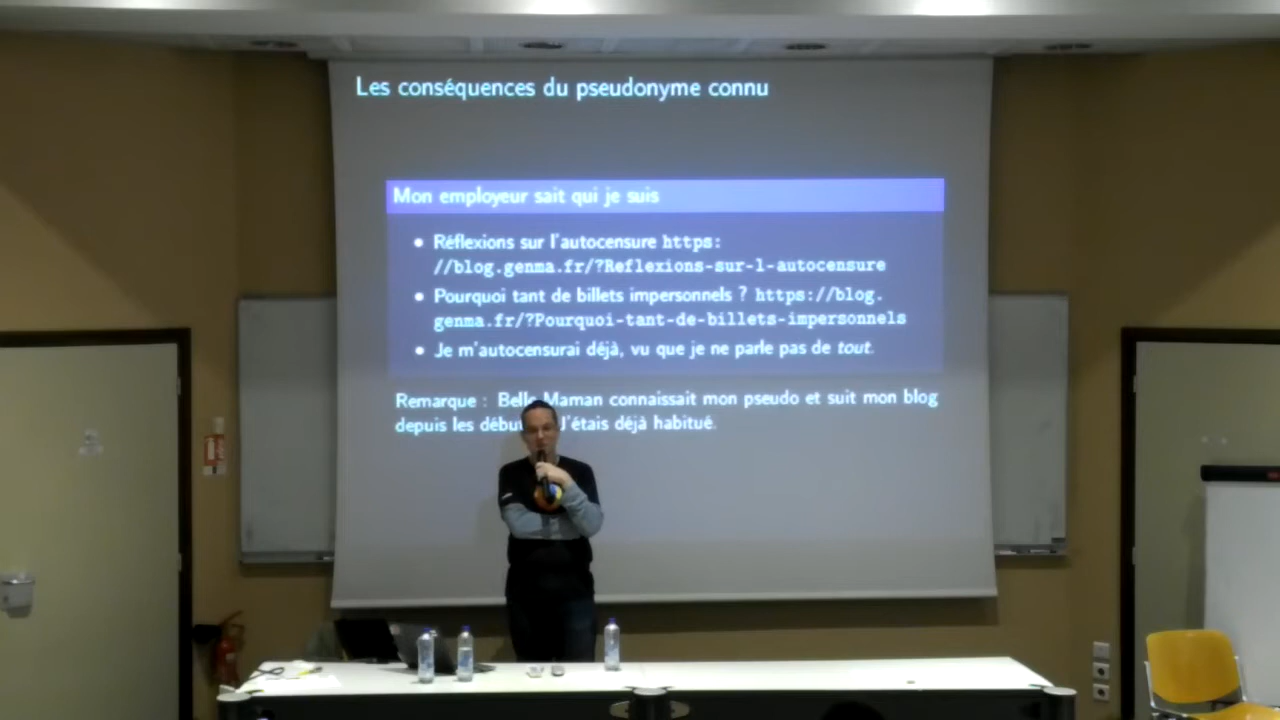 Les conséquences du pseudonyme connu
Mon employeur sait qui je suis
Réflexions sur l'autocensure https:
//blog.genma.fr/?Reflexions-sur-l-autocensure
Pourquoi tant de billets impersonnels ? https://blog.
genma.fr/?Pourquoi-tant-de-billets-impersonnels
Je m'autocensurai déjà, vu que je ne parle pas de tout.
Remarque : Belle Maman connaissait mon pseudo et suit mon blog
depuis les J'étais déjà habitué.